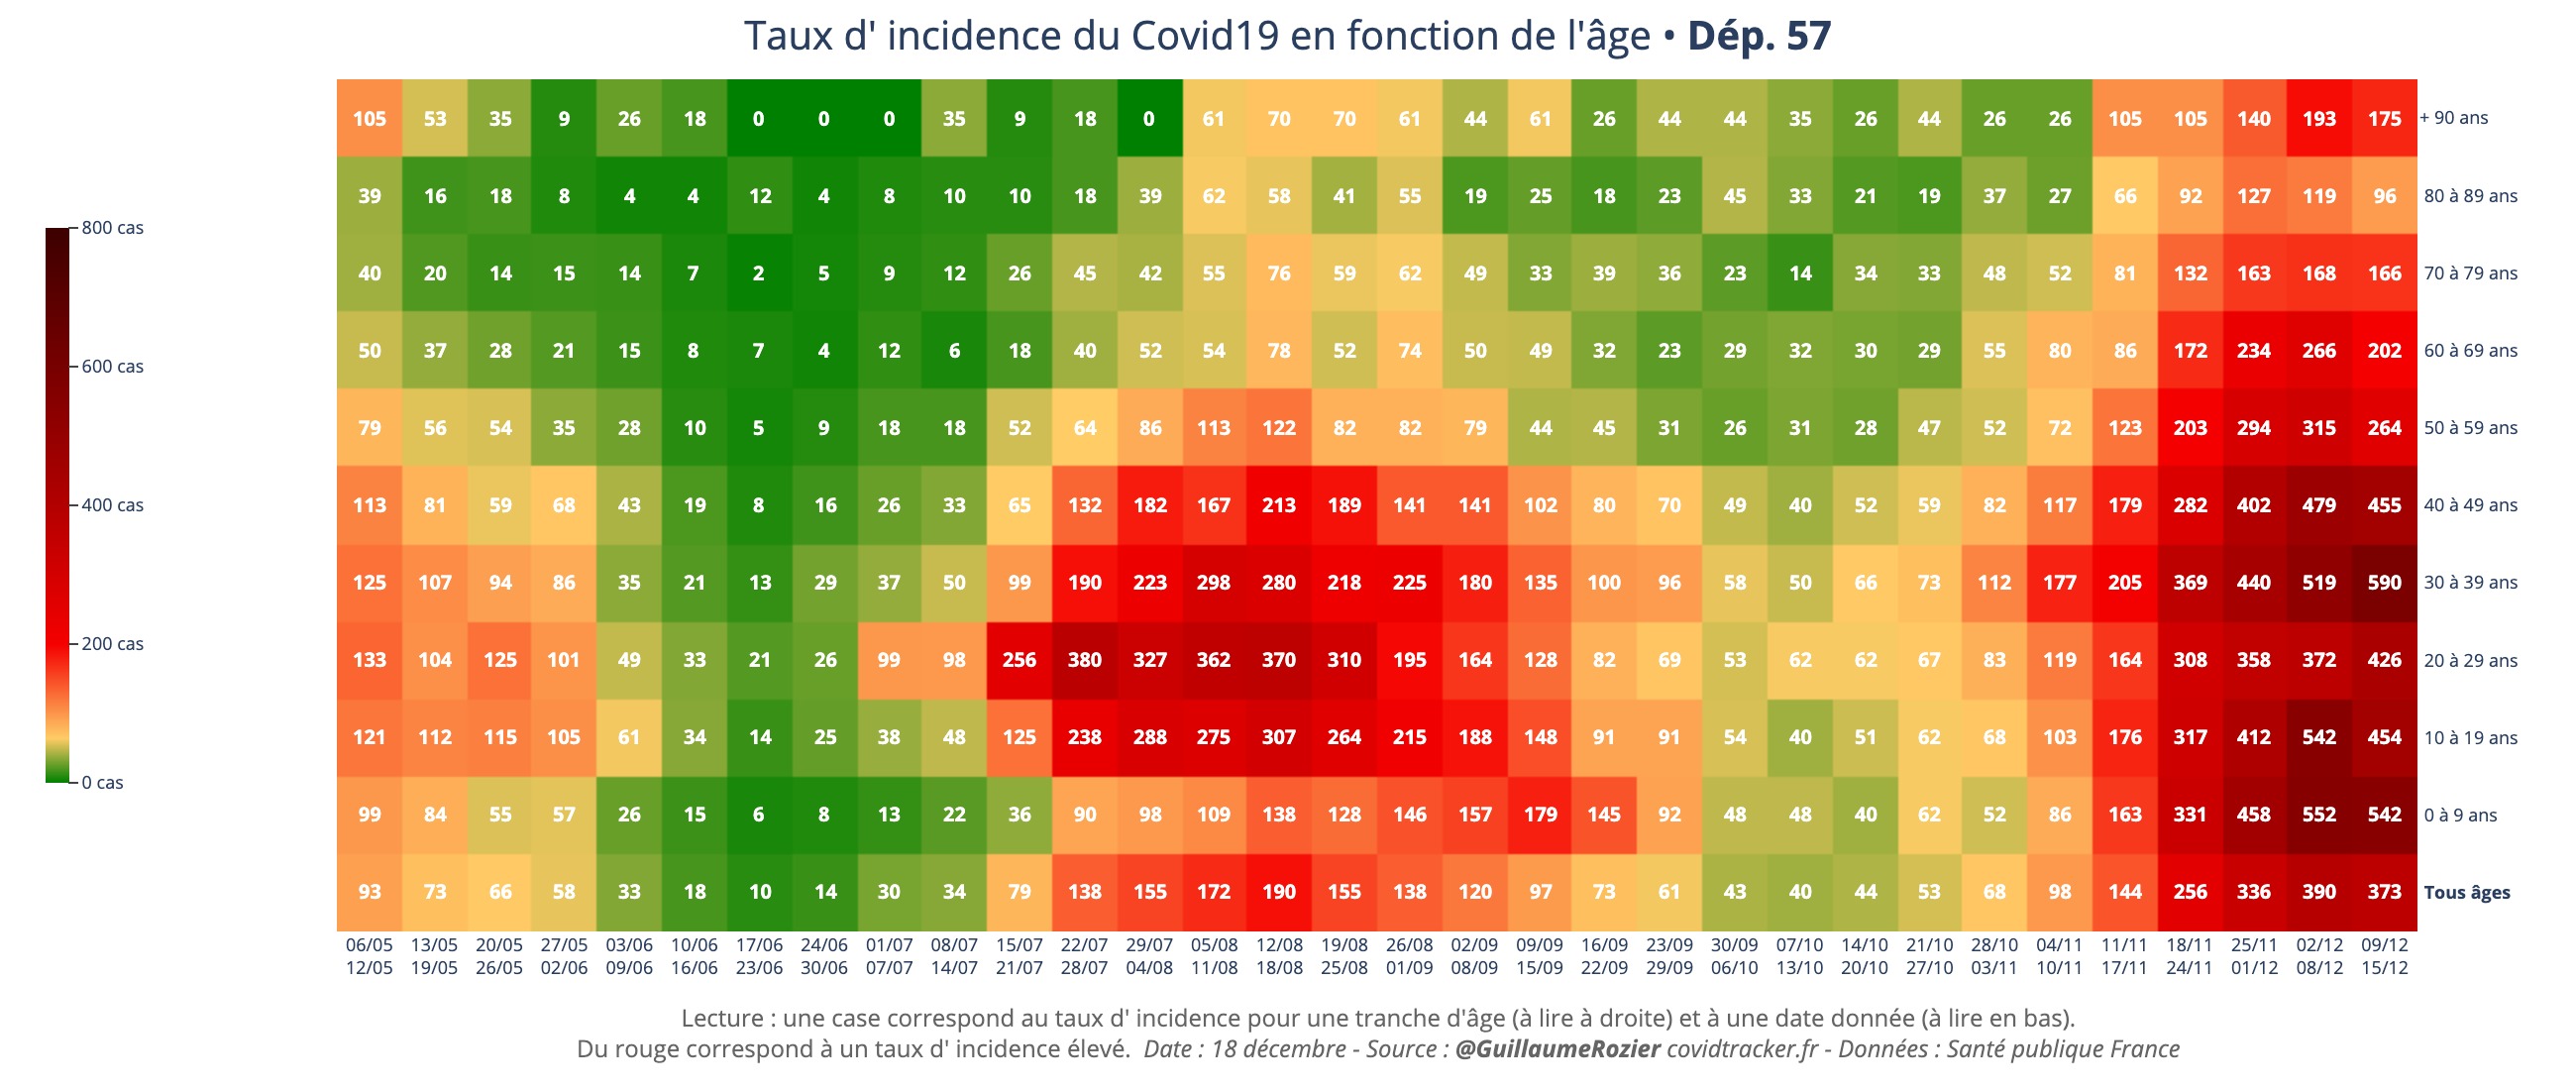 Taux d' incidence du Covid19 en fonction de l'âge • Dép. 57
800 cas
600 cas
400 cas
200 cas
0 cas
105 53 35 9 26 18 0 0 0 35 9 18 0 61 70 70 61 44 61 26 44 44 35 26 44 26 26 105 105 140 193 175 + 90 ans
39 16 18 8 4 4 12 4 8 10 10 18 39 62 58 41 55 19 25 18 23 45 33 21 19 37 27 66 92 127 119 96 80 à 89 ans
40 20 14 15 14 7 2 5 9 12 26 45 42 55 76 59 62 49 33 39 36 23 14 34 33 48 52 81 132 163 168 166 70 à 79 ans
50 37 28 21 15 8 7 4 12 6 18 40 52 54 78 52 74 50 49 32 23 29 32 30 29 55 80 86 172 234 266 202 60 à 69 ans
79 56 54 35 28 10 5 9 18 18 52 64 86 113 122 82 82 79 44 45 31 26 31 28 47 52 72 123 203 294 315 264 50 à 59 ans
113 81 59 68 43 19 8 16 26 33 65 132 182 167 213 189 141 141 102 80 70 49 40 52 59 82 117 179 282 402 479 455 40 à 49 ans
125 107 94 86 35 21 13 29 37 50 99 190 223 298 280 218 225 180 135 100 96 58 50 66 73 112 177 205 369 440 519 590 30 à 39 ans
133 104 125 101 49 33 21 26 99 98 256 380 327 362 370 310 195 164 128 82 69 53 62 62 67 83 119 164 308 358 372 426 20 à 29 ans
121 112 115 105 61 34 14 25 38 48 125 238 288 275 307 264 215 188 148 91 91 54 40 51 62 68 103 176 317 412 542 454 10 à 19 ans
99 84 55 57 26 15 6 8 13 22 36 90 98 109 138 128 146 157 179 145 92 48 48 40 62 52 86 163 331 458 552 542 0 à 9 ans
93 73 66 58 33 18 10 14 30 34 79 138 155 172 190 155 138 120 97 73 61 43 40 44 53 68 98 144 256 336 390 373 Tous âges
06/05 13/05 20/05 27/05 03/06 10/06 17/06 24/06 01/07 08/07 15/07 22/07 29/07 05/08 12/08 19/08 26/08 02/09 09/09 16/09 23/09 30/09 07/10 14/10 21/10 28/10 04/11 11/11 18/11 25/11 02/12 09/12
12/05 19/05 26/05 02/06 09/06 16/06 23/06 30/06 07/07 14/07 21/07 28/07 04/08 11/08 18/08 25/08 01/09 08/09 15/09 22/09 29/09 06/10 13/10 20/10 27/10 03/11 10/11 17/11 24/11 01/12 08/12 15/12
Lecture : une case correspond au taux d' incidence pour une tranche d'âge (à lire à droite) et à une date donnée (à lire en bas).
Du rouge correspond à un taux d' incidence élevé. Date : 18 décembre - Source : @GuillaumeRozier covidtracker.fr - Données : Santé publique France